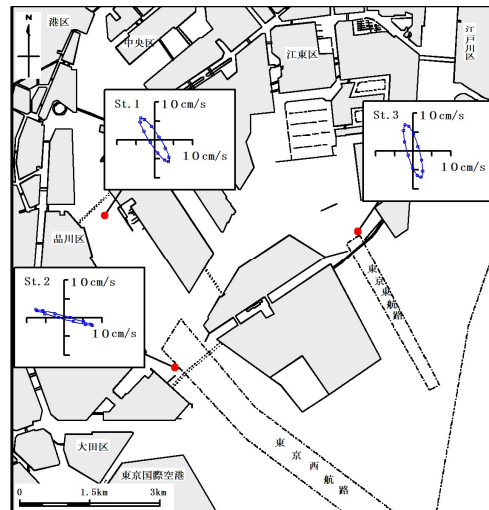 港区
N
中央区
江東区
江戸川区
St.1
10cm/s
10cm/s
St.3
10cm/s
10cm/s
品川区
St.2
10cm/s
10cm/s
東京東航路
東京西航路
大田区
東京国際空港
0
1.5km
3km